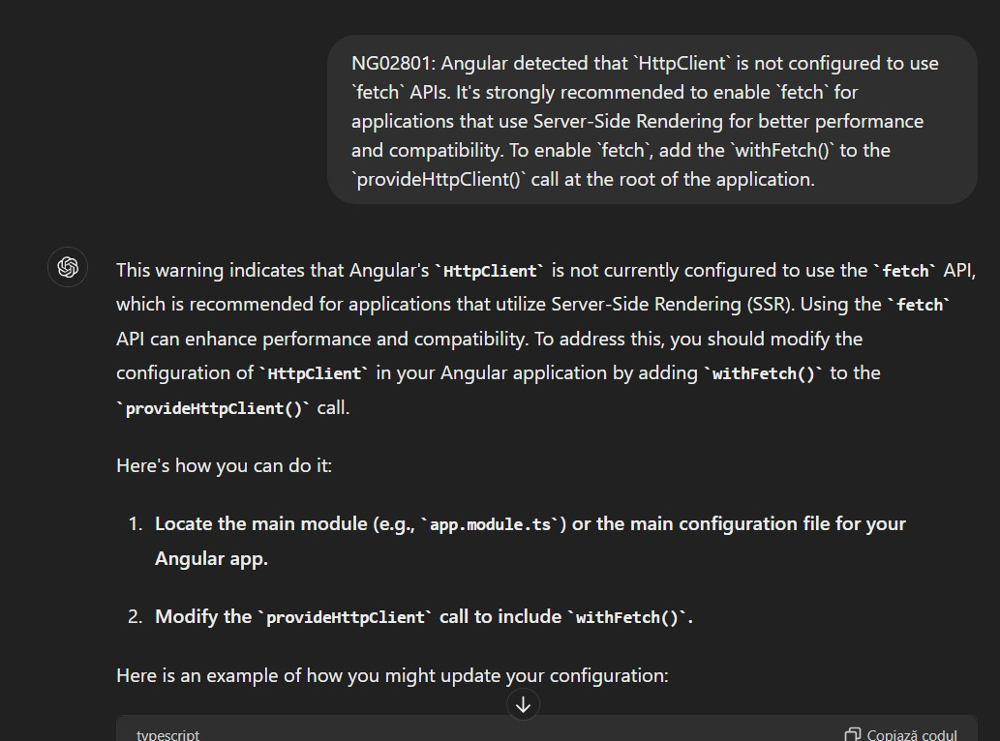 NG02801: Angular detected that `HttpClient` is not configured to use
`fetch` APIs. It's strongly recommended to enable `fetch` for
applications that use Server-Side Rendering for better performance
and compatibility. To enable `fetch`, add the `withFetch()` to the
`provideHttpClient()` call at the root of the application.
This warning indicates that Angular's `HttpClient` is not currently configured to use the `fetch` API,
which is recommended for applications that utilize Server-Side Rendering (SSR). Using the `fetch`
API can enhance performance and compatibility. To address this, you should modify the
configuration of `HttpClient` in your Angular application by adding `withFetch()` to the
`provideHttpClient()` call.
Here's how you can do it:
1. Locate the main module (e.g., `app.module.ts`) or the main configuration file for your
Angular app.
2. Modify the `provideHttpClient` call to include `withFetch()`.
Here is an example of how you might update your configuration:
typescript
Copiază codul